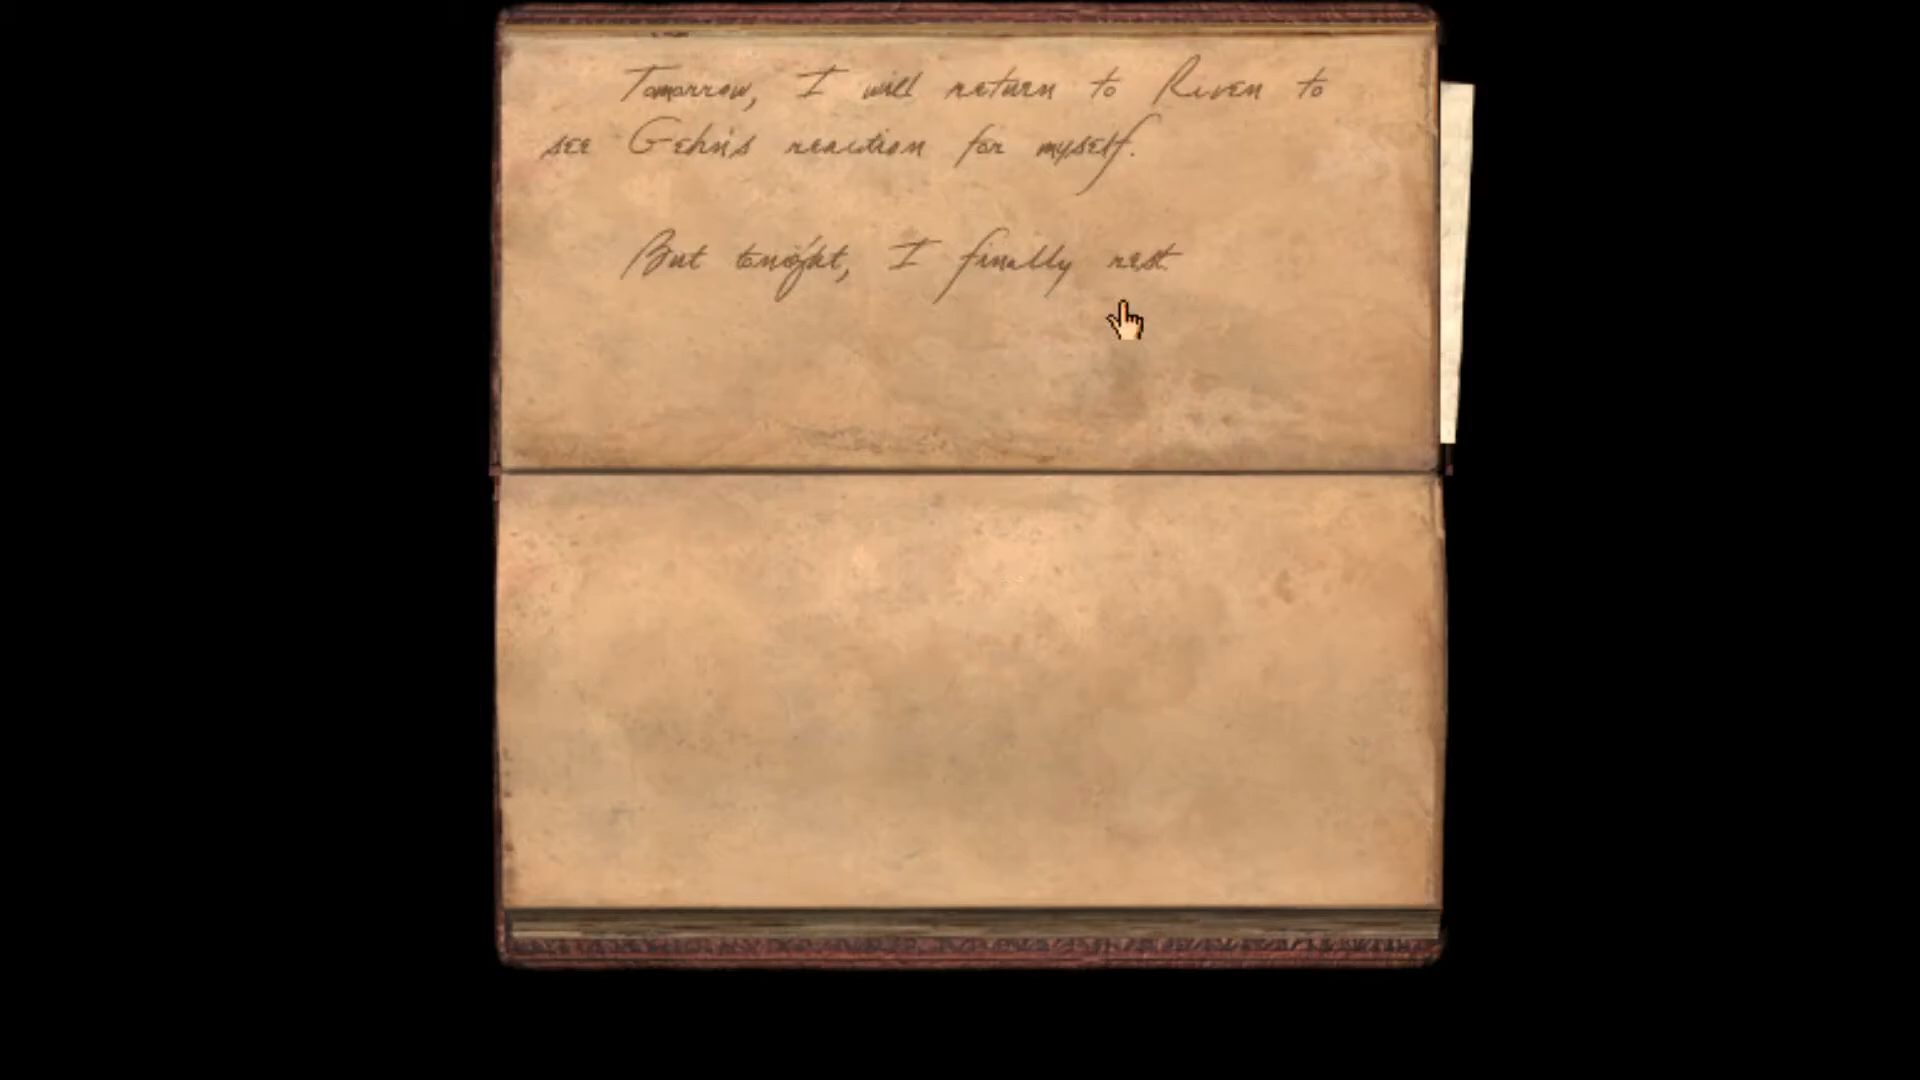 Tomorrow, I will return to Riven to
see Gehn's reaction for myself.
But tonight, I finally rest.